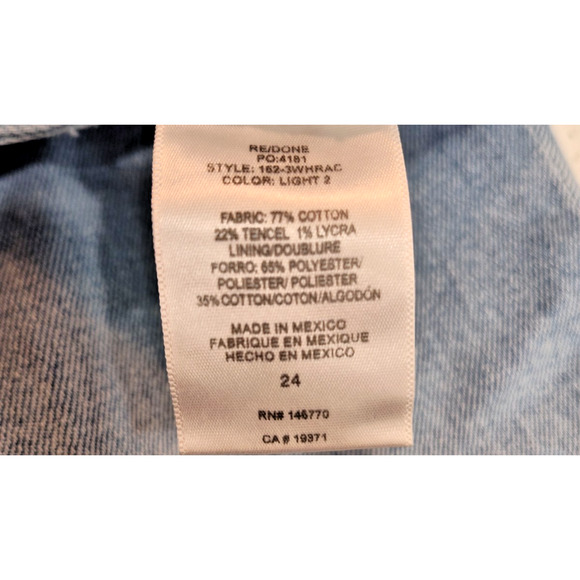 RE/DONE
PO:4181
STYLE: 162-3WHRAC
COLOR: LIGHT 2
FABRIC: 77% COTTON
22% TENCEL 1% LYCRA
LINING/DOUBLURE
FORRO: 65% POLYESTER/
POLIESTER/ POLIESTER
35% COTTON/COTON/ALGODÓN
MADE IN MEXICO
FABRIQUE EN MEXIQUE
HECHO EN MEXICO
24
RN# 146770
CA # 19371